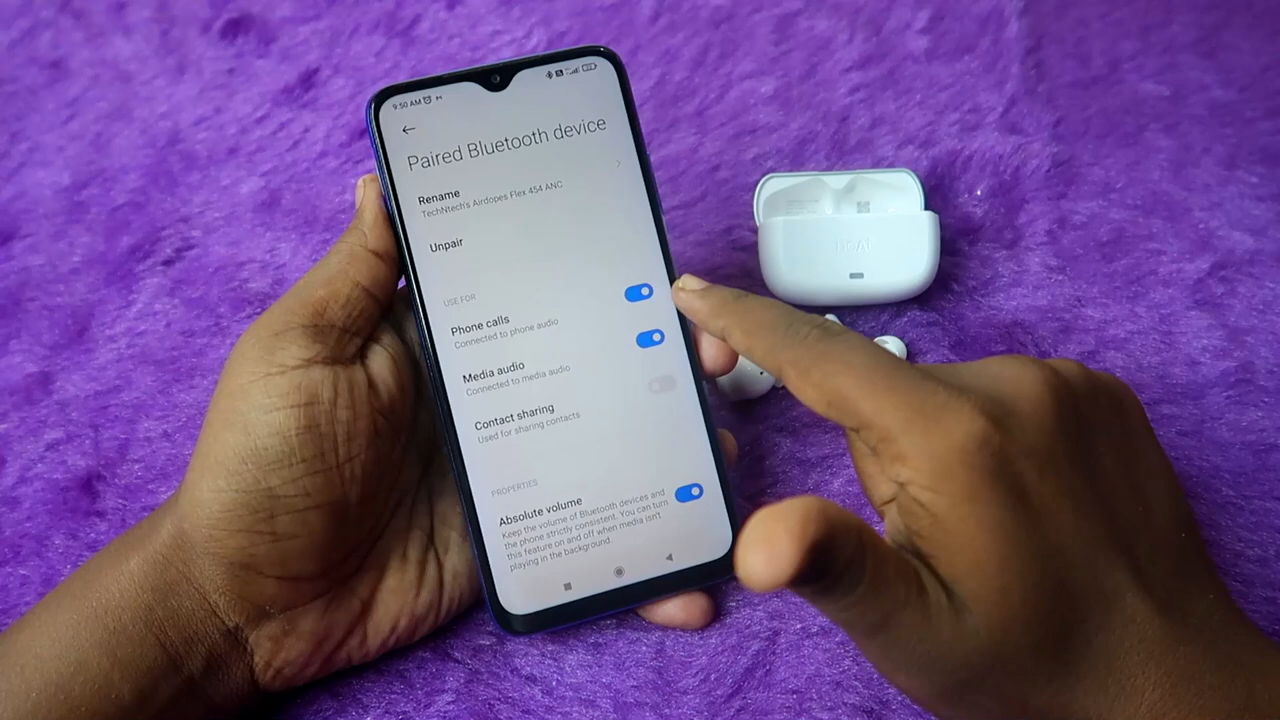 9:50 AM
Paired Bluetooth device
Rename
TechNtech's Airdopes Flex 454 ANC
Unpair
USE FOR
Phone calls
Connected to phone audio
Media audio
Connected to media audio
Contact sharing
Used for sharing contacts
PROPERTIES
Absolute volume
Keep the volume of Bluetooth devices and
the phone strictly consistent. You can turn
this feature on and off when media isn't
playing in the background.
boAt